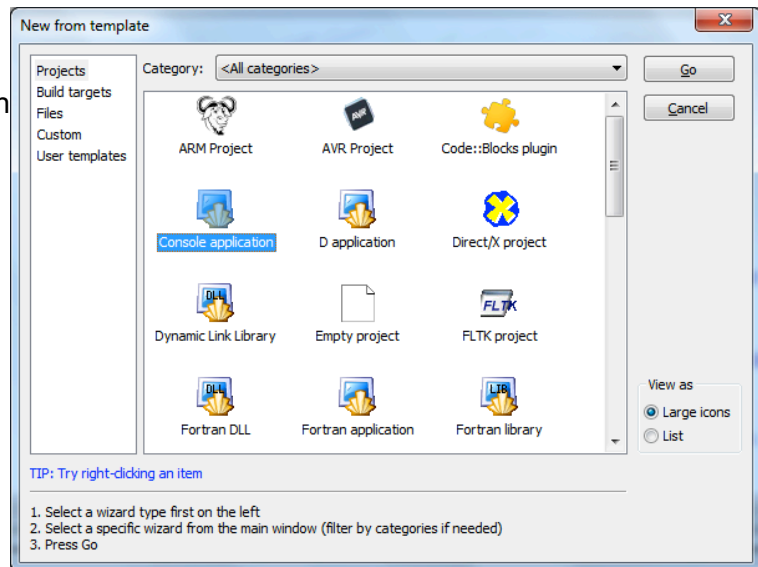 New from template
n
Projects
Build targets
Files
Custom
User templates
Category: <All categories>
Go
Cancel
ARM Project AVR Project Code::Blocks plugin
Console application D application Direct/X project
DLL
Dynamic Link Library Empty project FLTK project
FLTK
DLL LIB
Fortran DLL Fortran application Fortran library
View as
Large icons
List
TIP: Try right-clicking an item
1. Select a wizard type first on the left
2. Select a specific wizard from the main window (filter by categories if needed)
3. Press Go